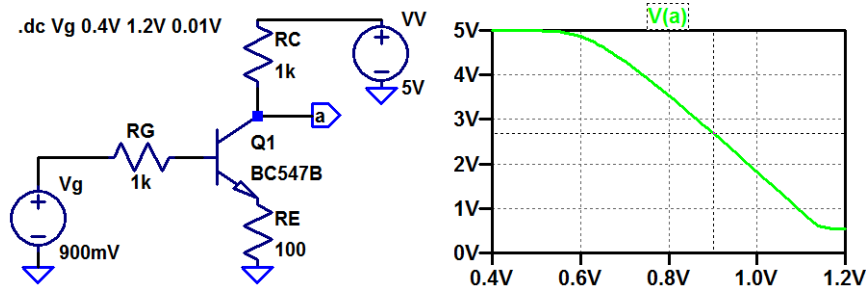 .dc Vg 0.4V 1.2V 0.01V
RC
1k
VV
5V
a
RG
1k
Q1
BC547B
Vg
900mV
RE
100
V(a)
5V
4V
3V
2V
1V
0V
0.4V 0.6V 0.8V 1.0V 1.2V